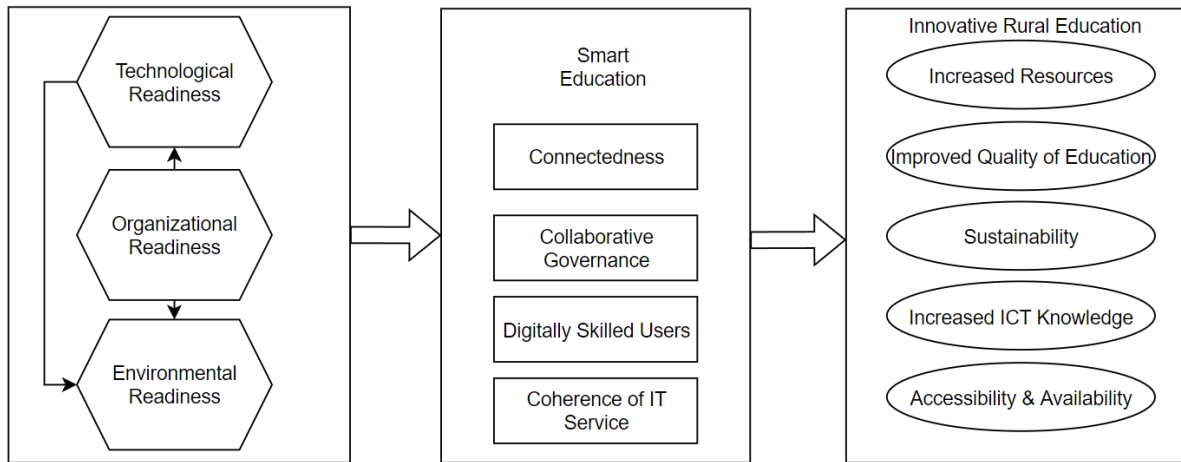 Technological
Readiness
Organizational
Readiness
Environmental
Readiness
Smart
Education
Connectedness
Collaborative
Governance
Digitally Skilled Users
Coherence of IT
Service
Innovative Rural Education
Increased Resources
Improved Quality of Education
Sustainability
Increased ICT Knowledge
Accessibility & Availability